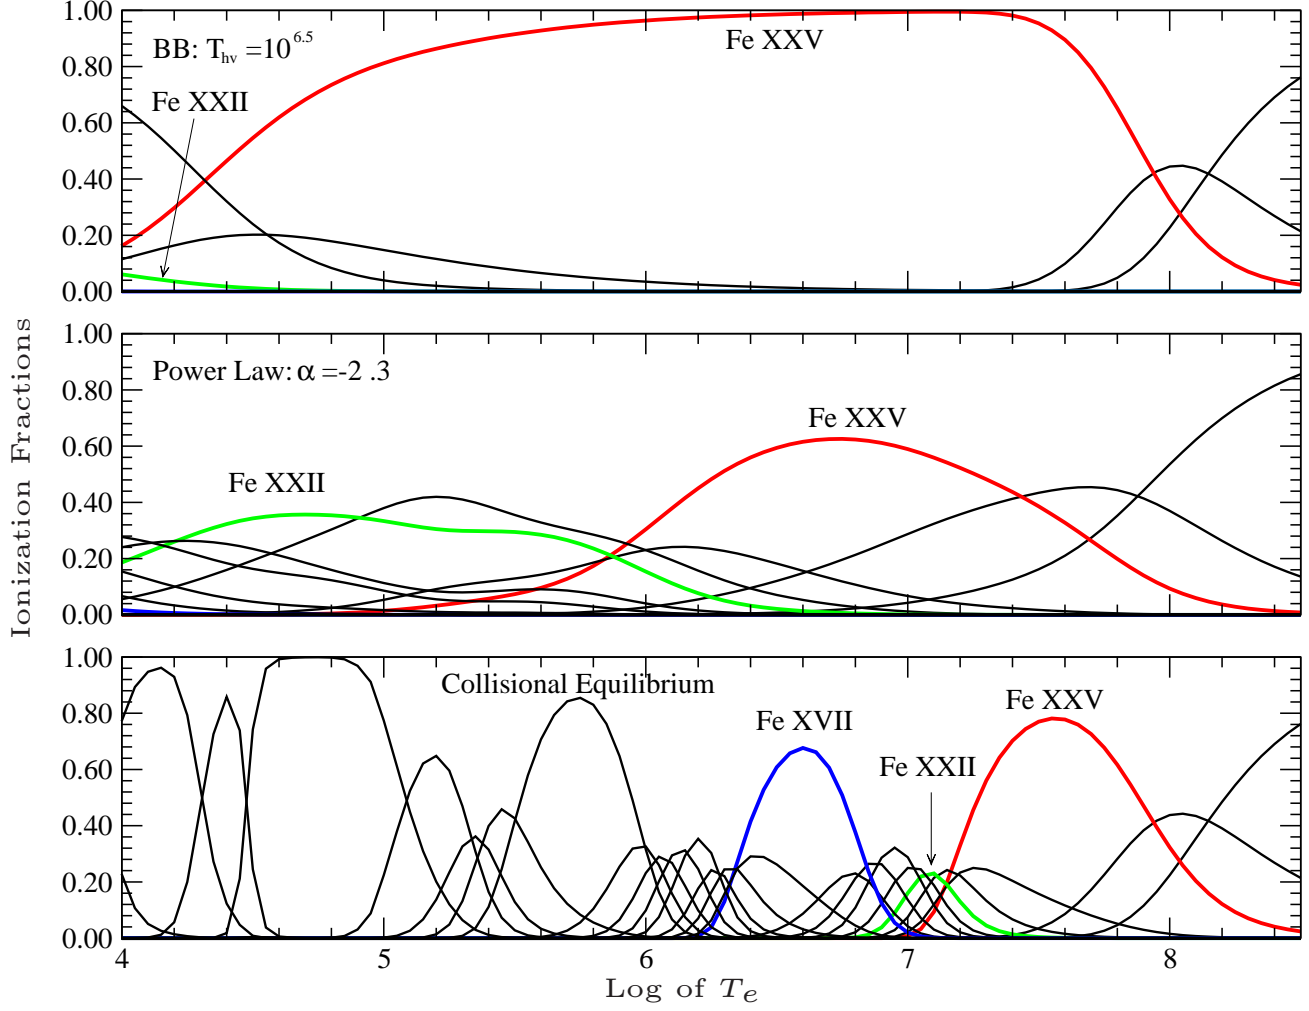 1.00
BB: T_hν =10^6.5
Fe XXV
0.80
Fe XXII
0.60
0.40
0.20
0.00
1.00
Power Law: α =-2 .3
0.80
Fe XXV
0.60
Fe XXII
0.40
0.20
0.00
Ionization Fractions
1.00
Collisional Equilibrium
0.80
Fe XVII
Fe XXV
Fe XXII
0.60
0.40
0.20
0.00
4 5 6 7 8
Log of T_e